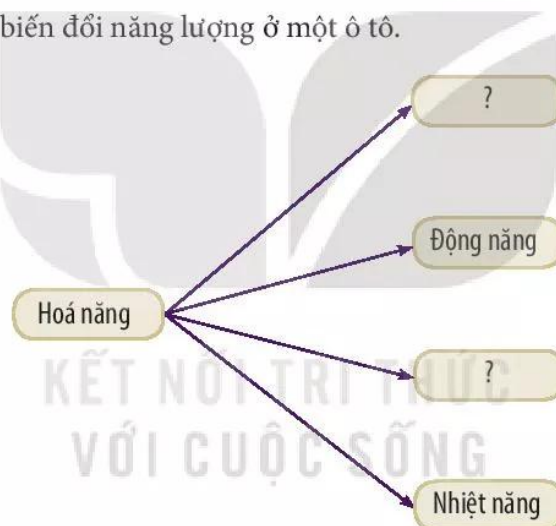 biến đổi năng lượng ở một ô tô.
?
Động năng
Hoá năng
?
KẾT NỐI TRI THỨC
VỚI CUỘC SỐNG
Nhiệt năng